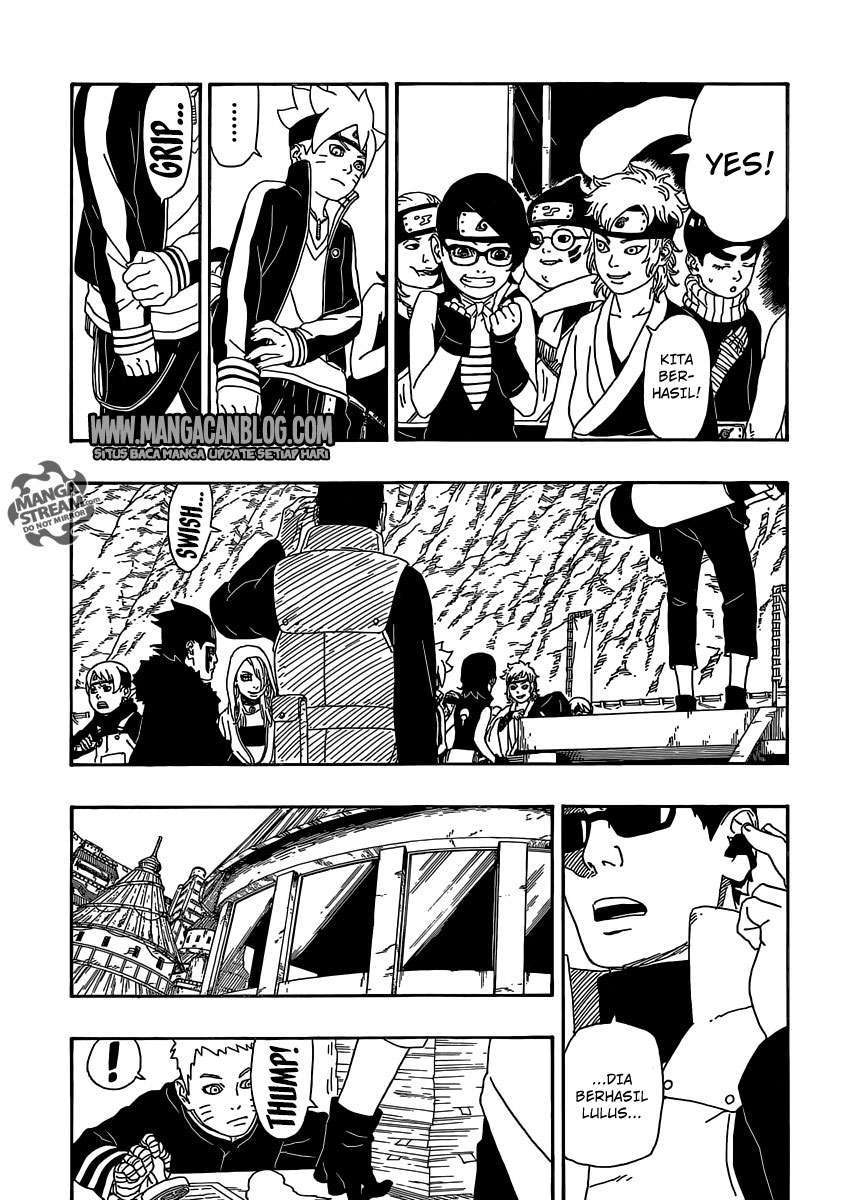 GRIP...
......
YES!
KITA
BER-
HASIL!
WWW.MANGACANBLOG.COM
SITUS BACA MANGA UPDATE SETIAP HARI
MANGA
STREAM.com
DO NOT MIRROR!
SWISH...
...DIA
BERHASIL
LULUS...
!
THUMP!